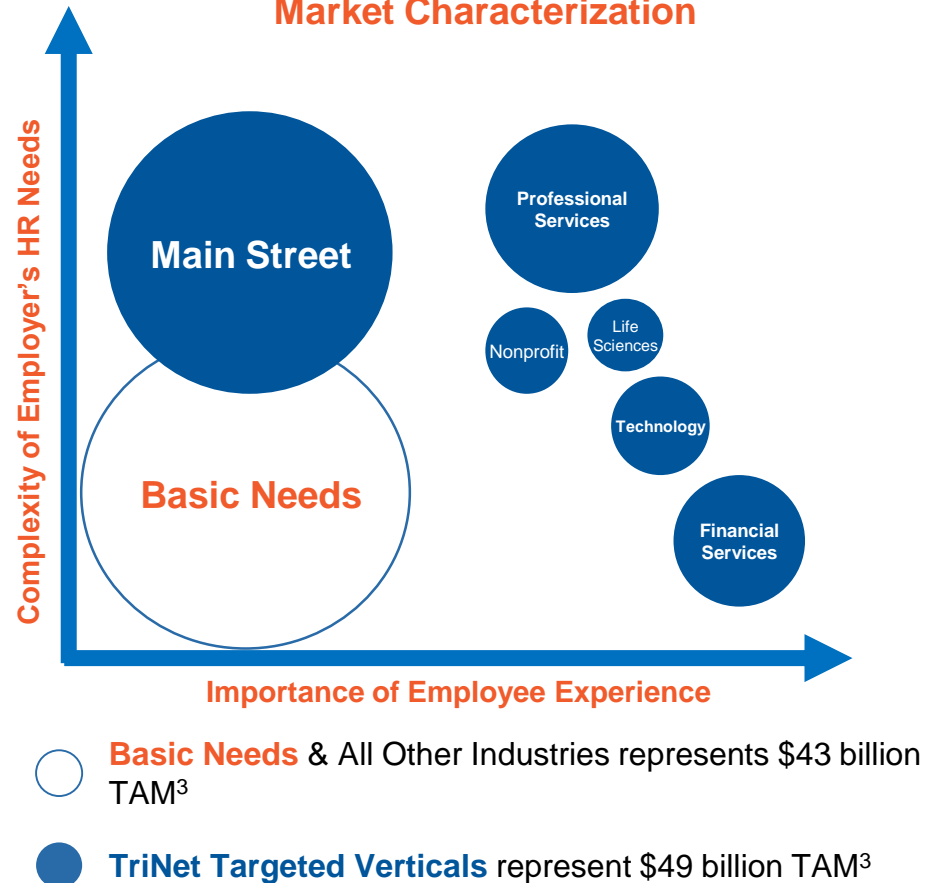 Market Characterization
Complexity of Employer’s HR Needs
Main Street
Professional
Services
Nonprofit
Life
Sciences
Technology
Basic Needs
Financial
Services
Importance of Employee Experience
Basic Needs & All Other Industries represents $43 billion
TAM³
TriNet Targeted Verticals represent $49 billion TAM³